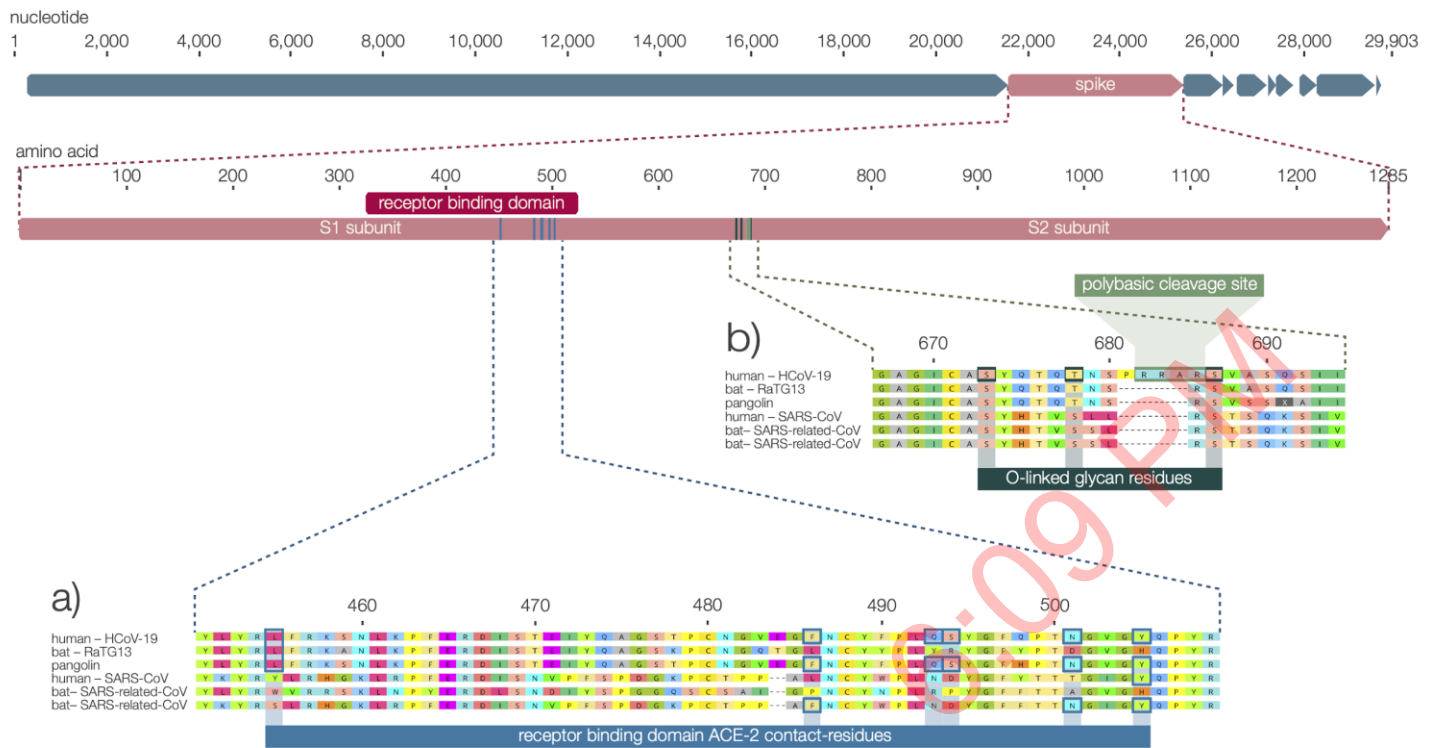 nucleotide
1 2,000 4,000 6,000 8,000 10,000 12,000 14,000 16,000 18,000 20,000 22,000 24,000 26,000 28,000 29,903
spike
amino acid
100 200 300 400 500 600 700 800 900 1000 1100 1200 1285
receptor binding domain
S1 subunit S2 subunit
polybasic cleavage site
b)
670 680 690
human – HCoV-19 G A G I C A S Y Q T Q T N S P R R A R S V A S Q S I I
bat – RaTG13 G A G I C A S Y Q T Q T N S - - - - R S V A S Q S I I
pangolin G A G I C A S Y Q T Q T N S - - - - R S V S S X A I I
human – SARS-CoV G A G I C A S Y H T V S L L - - - - R S T S Q K S I V
bat– SARS-related-CoV G A G I C A S Y H T V S S L - - - - R S T S Q K S I V
bat– SARS-related-CoV G A G I C A S Y H T V S S L - - - - R S T S Q K S I V
O-linked glycan residues
6:09 PM
a)
460 470 480 490 500
human – HCoV-19 Y L Y R L F R K S N L K P F E R D I S T E I Y Q A G S T P C N G V E G F N C Y F P L Q S Y G F Q P T N G V G Y Q P Y R
bat – RaTG13 Y L Y R L F R K A N L K P F E R D I S T E I Y Q A G S K P C N G Q T G L N C Y Y P L Y R Y G F Y P T D G V G H Q P Y R
pangolin Y L Y R L F R K S N L K P F E R D I S T E I Y Q A G S T P C N G V E G F N C Y F P L Q S Y G F H P T N G V G Y Q P Y R
human – SARS-CoV Y K Y R Y L R H G K L R P F E R D I S N V P F S P D G K P C T P P - A L N C Y W P L N D Y G F Y T T T G I G Y Q P Y R
bat– SARS-related-CoV Y L Y R W V R R S K L N P Y E R D L S N D I Y S P G G Q S C S A I - G P N C Y N P L R P Y G F F T T A G V G H Q P Y R
bat– SARS-related-CoV Y K Y R S L R H G K L R P F E R D I S N V P F S P D G K P C T P P - A F N C Y W P L N D Y G F F T T N G I G Y Q P Y R
receptor binding domain ACE-2 contact-residues